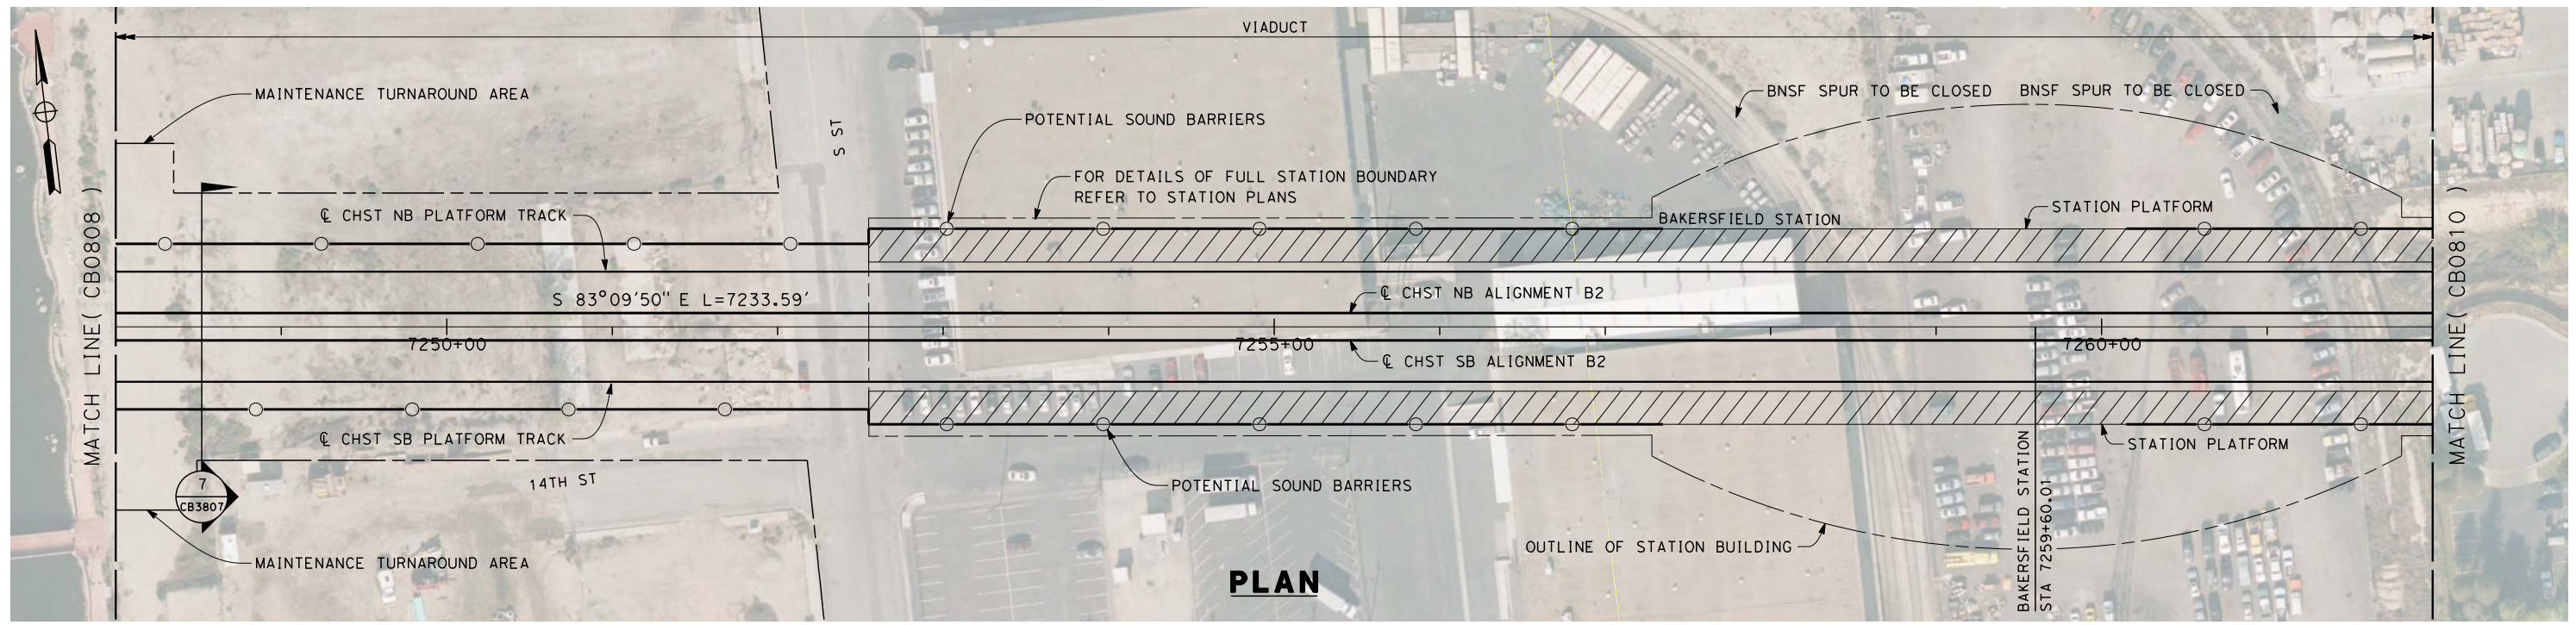 VIADUCT
MAINTENANCE TURNAROUND AREA
BNSF SPUR TO BE CLOSED
BNSF SPUR TO BE CLOSED
POTENTIAL SOUND BARRIERS
S ST
FOR DETAILS OF FULL STATION BOUNDARY
REFER TO STATION PLANS
℄ CHST NB PLATFORM TRACK
BAKERSFIELD STATION
STATION PLATFORM
MATCH LINE( CB0808 )
MATCH LINE( CB0810 )
S 83°09'50" E L=7233.59'
℄ CHST NB ALIGNMENT B2
7250+00
7255+00
7260+00
℄ CHST SB ALIGNMENT B2
℄ CHST SB PLATFORM TRACK
STATION PLATFORM
14TH ST
7
CB3807
POTENTIAL SOUND BARRIERS
OUTLINE OF STATION BUILDING
BAKERSFIELD STATION
STA 7259+60.01
MAINTENANCE TURNAROUND AREA
PLAN